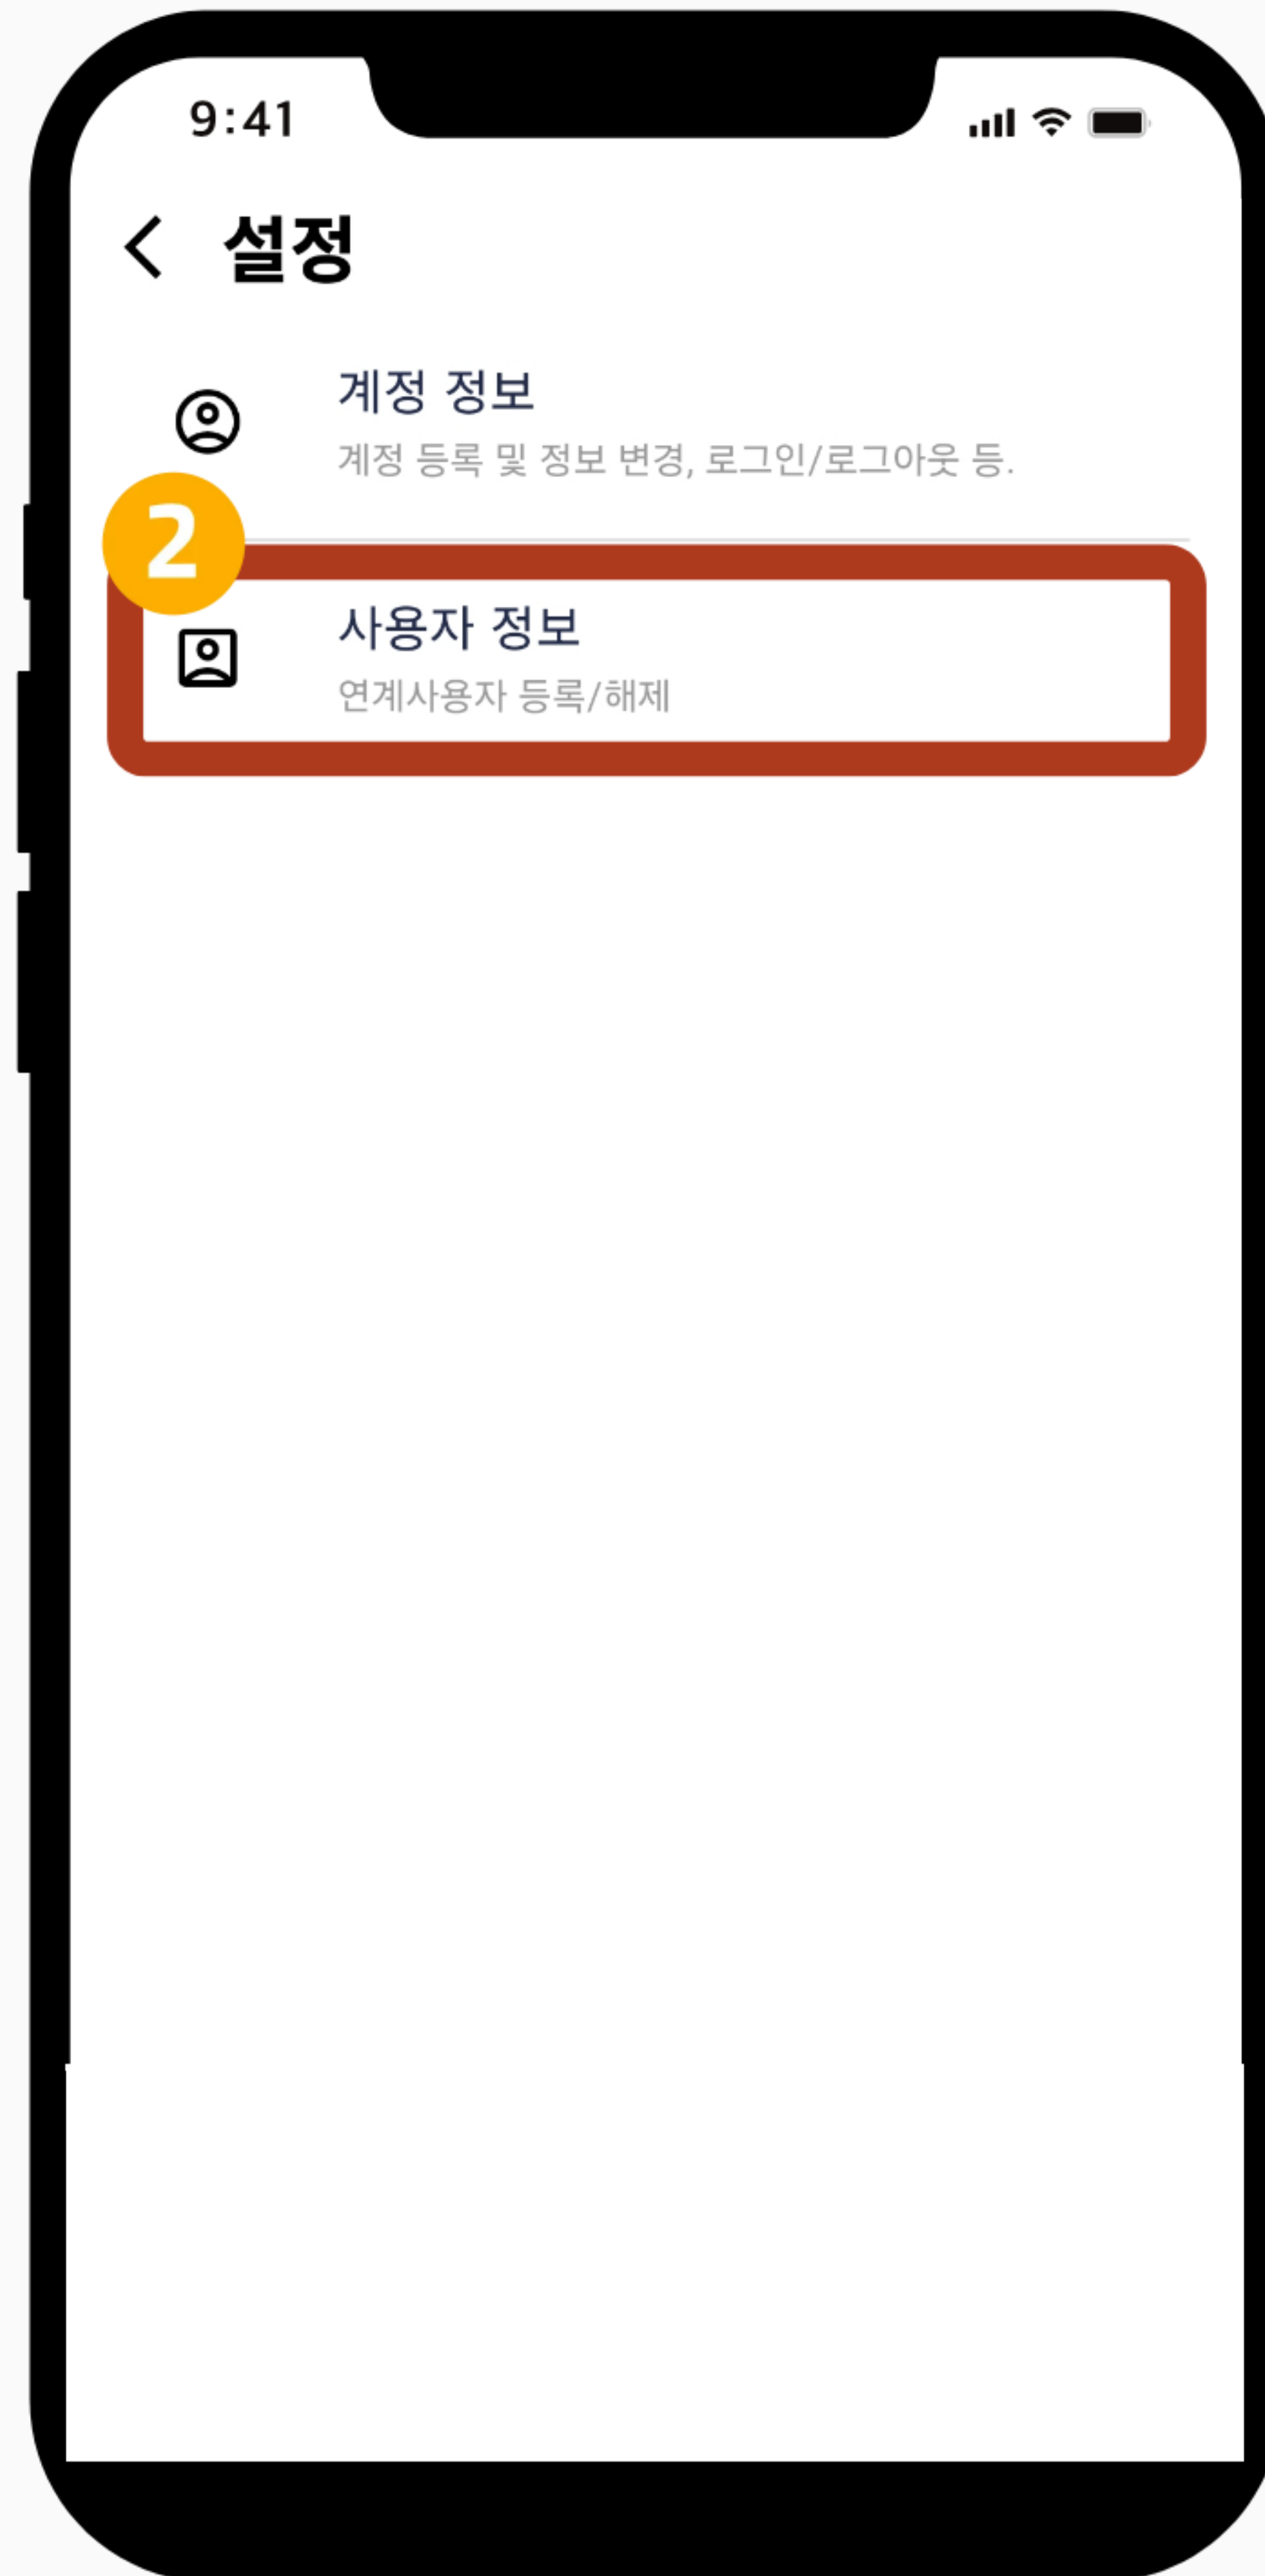 9:41
설정
계정 정보
계정 등록 및 정보 변경, 로그인/로그아웃 등.
2
사용자 정보
연계사용자 등록/해제